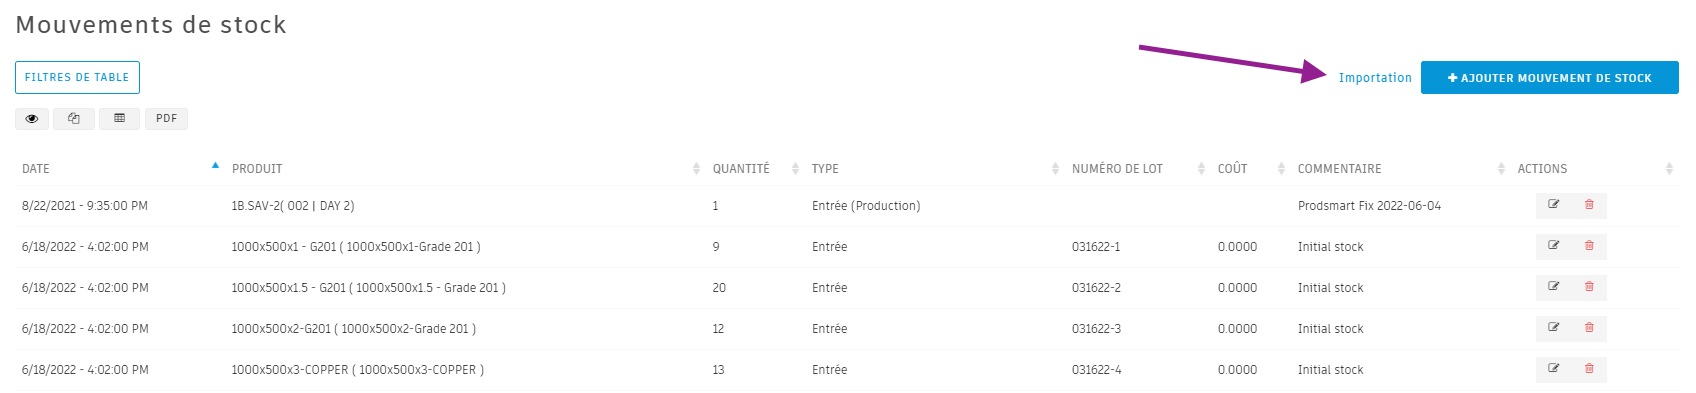 Mouvements de stock
FILTRES DE TABLE
Importation
AJOUTER MOUVEMENT DE STOCK
PDF
DATE PRODUIT QUANTITÉ TYPE NUMÉRO DE LOT COÛT COMMENTAIRE ACTIONS
8/22/2021 - 9:35:00 PM 1B.SAV-2( 002 | DAY 2) 1 Entrée (Production) Prodsmart Fix 2022-06-04
6/18/2022 - 4:02:00 PM 1000x500x1 - G201 ( 1000x500x1-Grade 201 ) 9 Entrée 031622-1 0.0000 Initial stock
6/18/2022 - 4:02:00 PM 1000x500x1.5 - G201 ( 1000x500x1.5 - Grade 201 ) 20 Entrée 031622-2 0.0000 Initial stock
6/18/2022 - 4:02:00 PM 1000x500x2-G201 ( 1000x500x2-Grade 201 ) 12 Entrée 031622-3 0.0000 Initial stock
6/18/2022 - 4:02:00 PM 1000x500x3-COPPER ( 1000x500x3-COPPER ) 13 Entrée 031622-4 0.0000 Initial stock